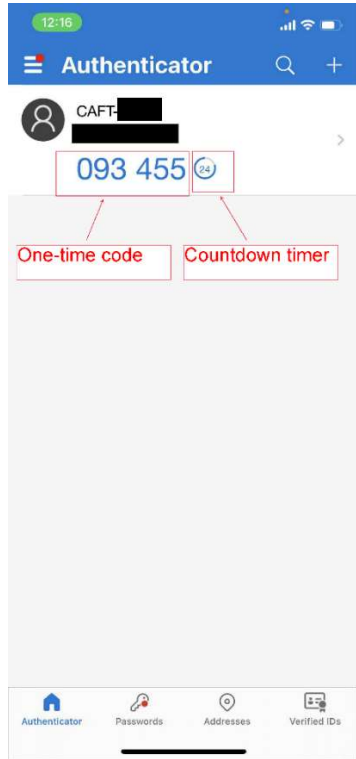 12:16
Authenticator
CAFT-
093 455 24
One-time code
Countdown timer
Authenticator Passwords Addresses Verified IDs